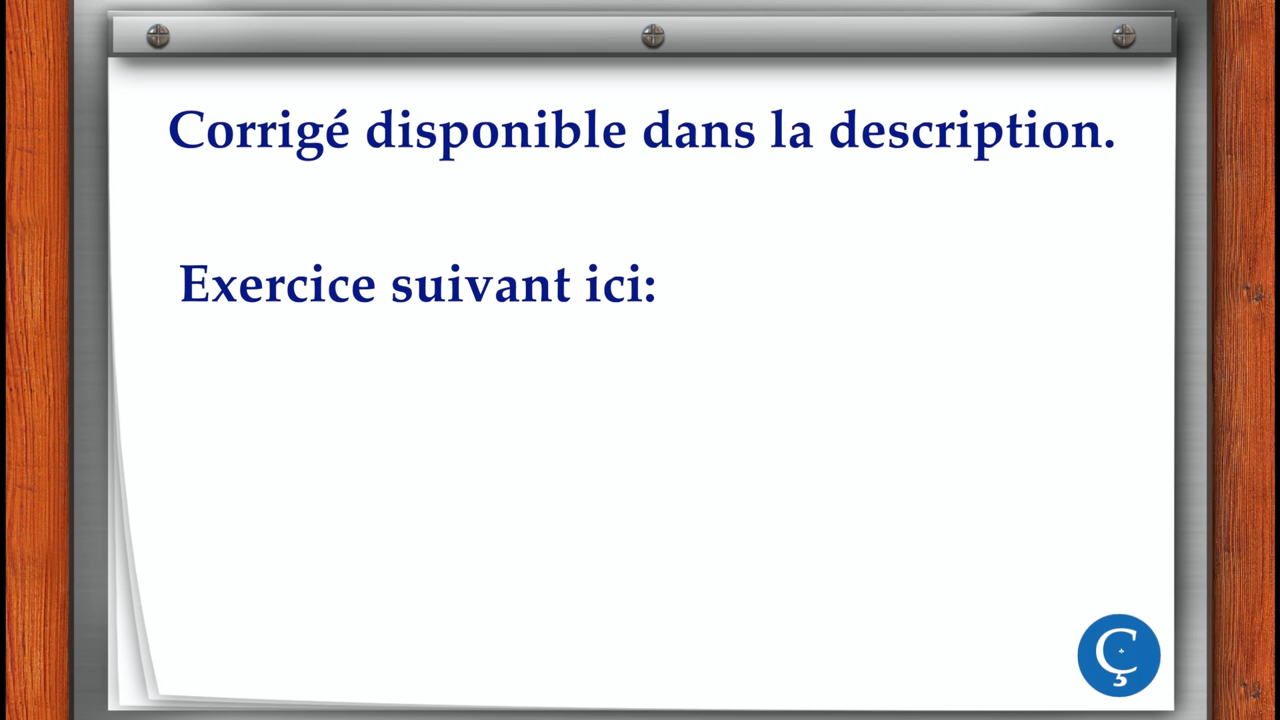 Corrigé disponible dans la description.
Exercice suivant ici:
Ç